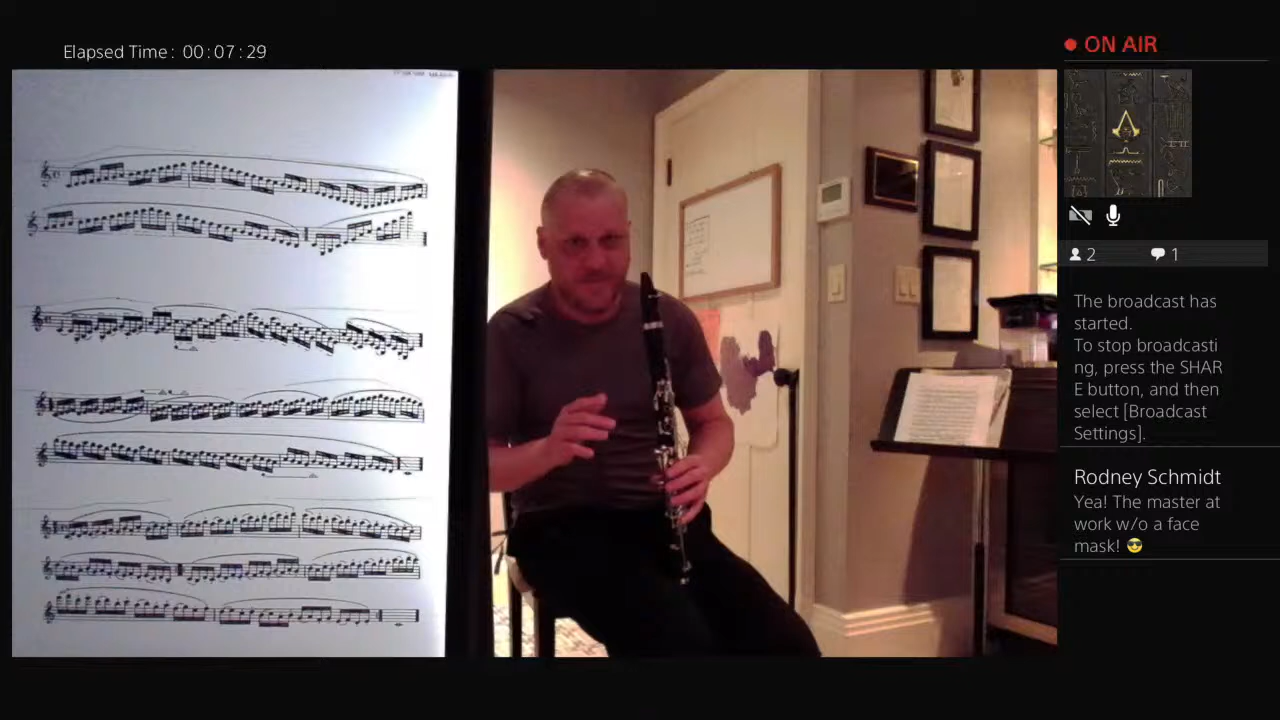 Elapsed Time: 00:07:29
ON AIR
2
1
The broadcast has
started.
To stop broadcasti
ng, press the SHAR
E button, and then
select [Broadcast
Settings].
Rodney Schmidt
Yea! The master at
work w/o a face
mask! 😎